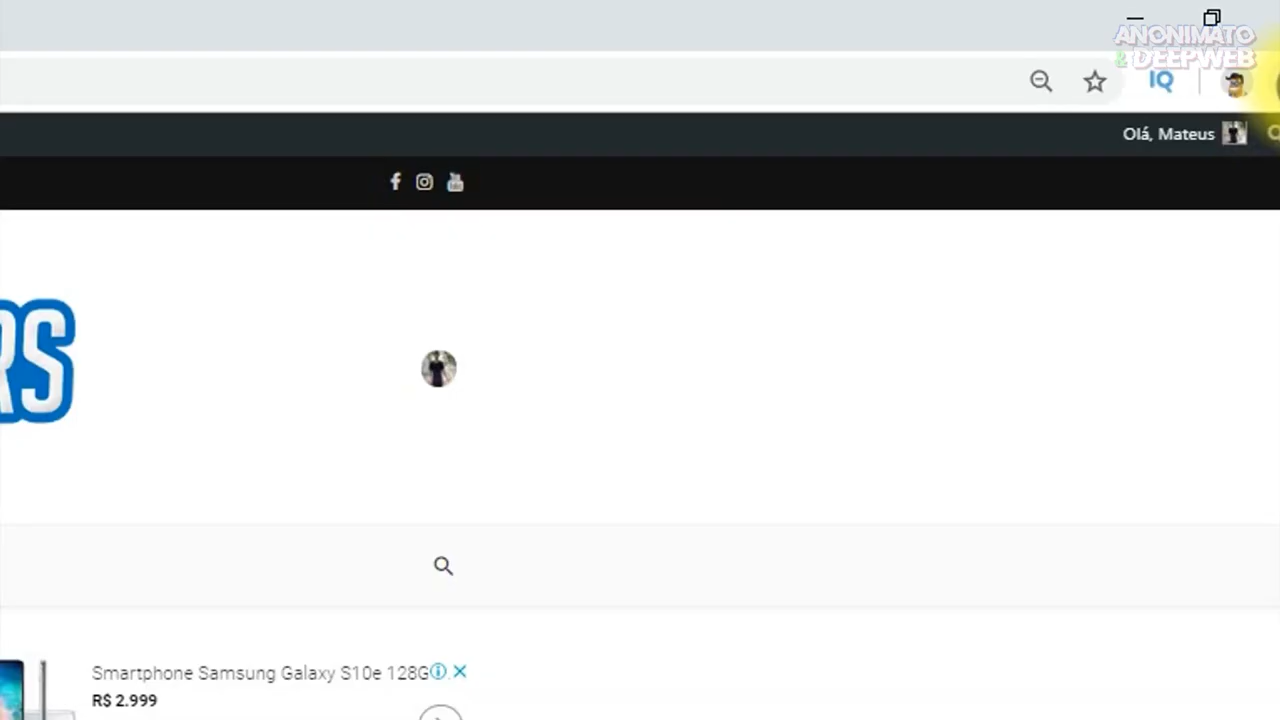 ANONIMATO
& DEEPWEB
IQ
Olá, Mateus
RS
Smartphone Samsung Galaxy S10e 128G
R$ 2.999